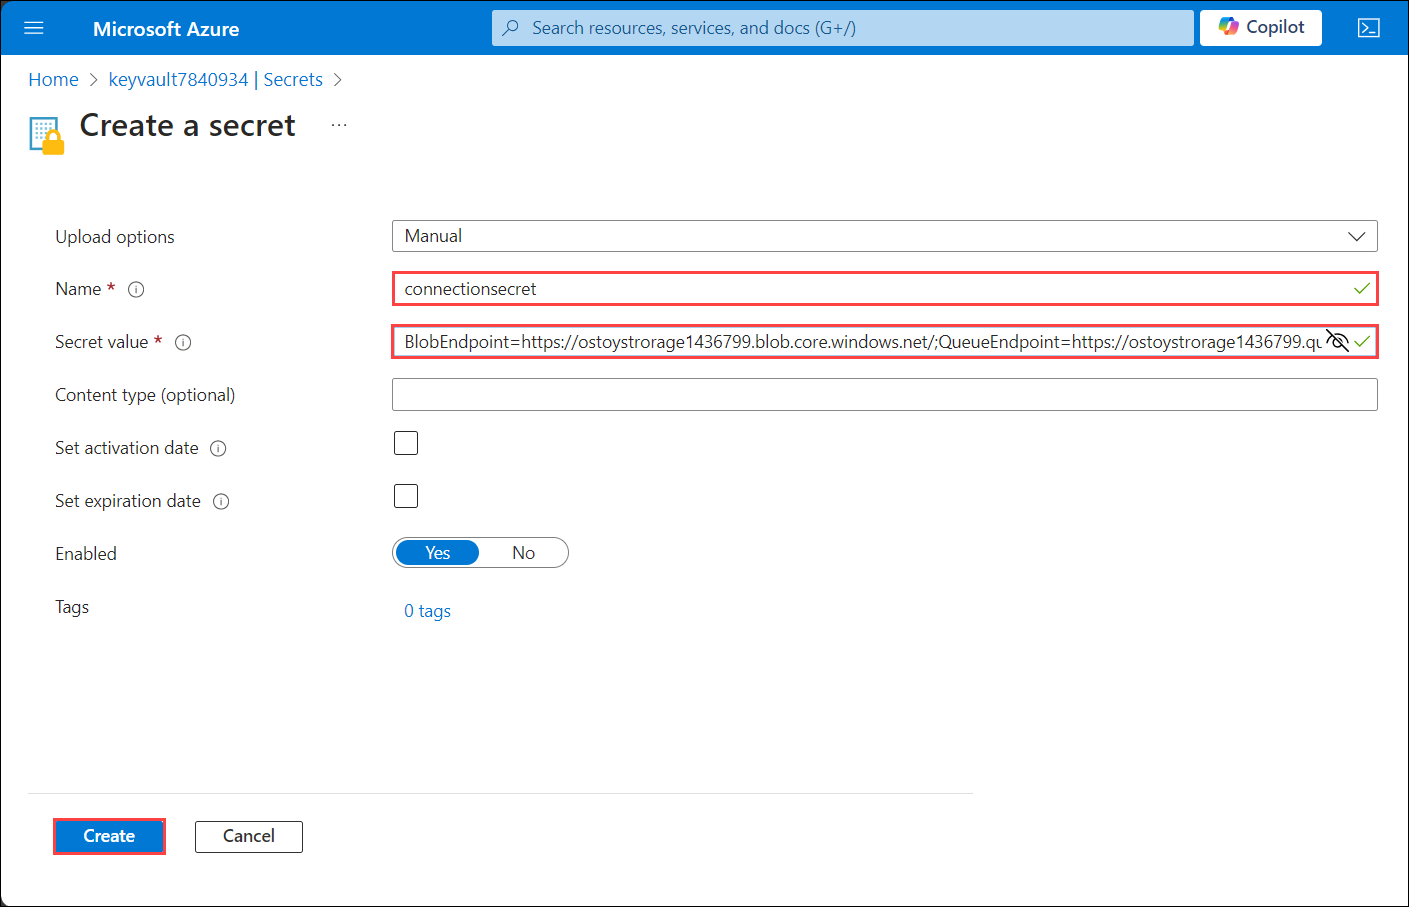 Microsoft Azure
Search resources, services, and docs (G+/)
Copilot
Home > keyvault7840934 | Secrets >
Create a secret ...
Upload options
Manual
Name *
connectionsecret
Secret value *
BlobEndpoint=https://ostoystrorage1436799.blob.core.windows.net/;QueueEndpoint=https://ostoystrorage1436799.qu
Content type (optional)
Set activation date
Set expiration date
Enabled
Yes No
Tags
0 tags
Create
Cancel